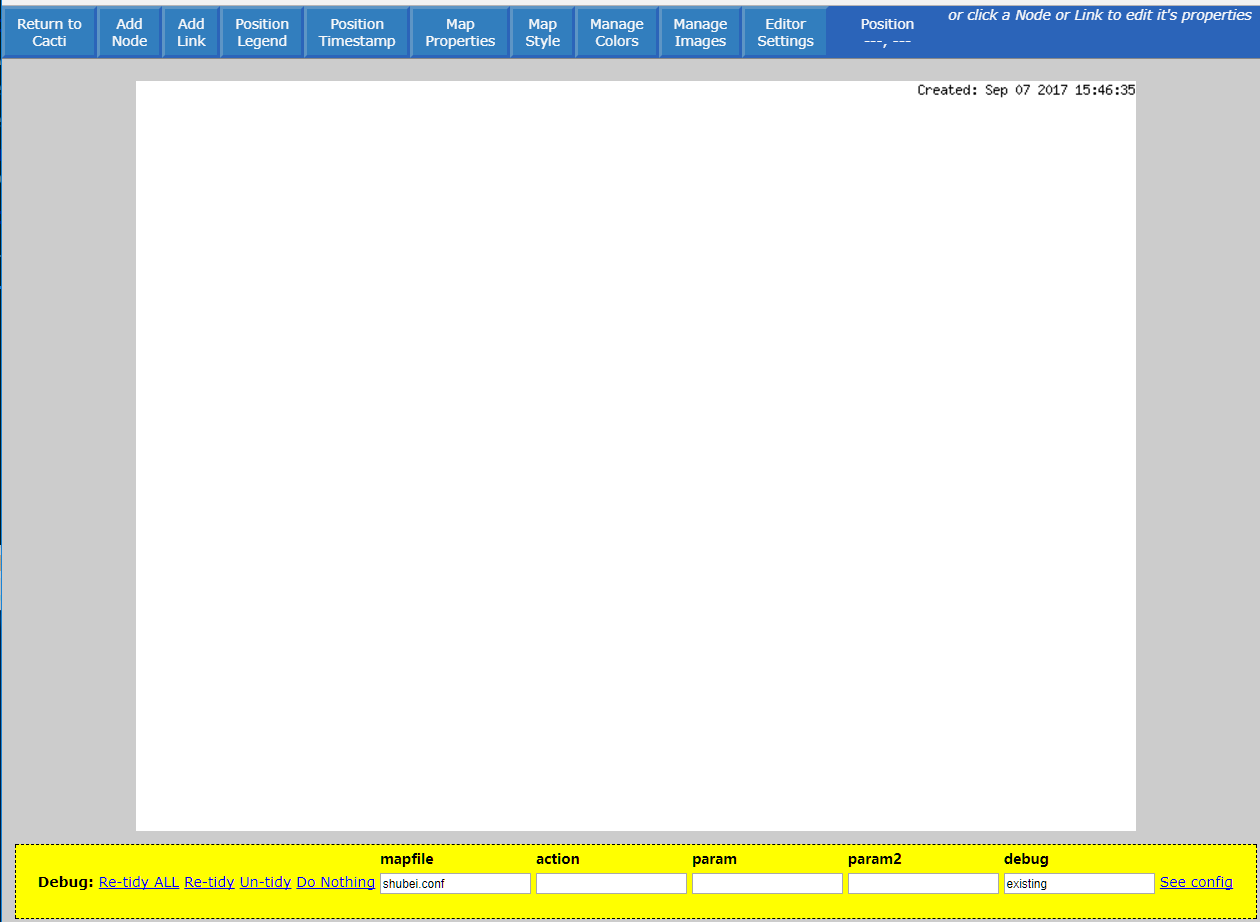 Return to
Cacti
Add
Node
Add
Link
Position
Legend
Position
Timestamp
Map
Properties
Map
Style
Manage
Colors
Manage
Images
Editor
Settings
Position
---, ---
or click a Node or Link to edit it's properties
Created: Sep 07 2017 15:46:35
mapfile action param param2 debug
Debug: Re-tidy ALL Re-tidy Un-tidy Do Nothing shubei.conf existing See config